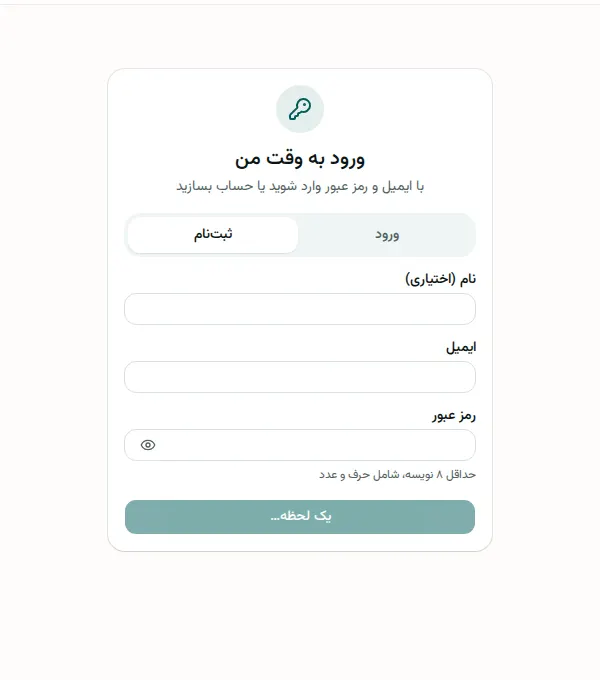 ورود به وقت من
با ایمیل و رمز عبور وارد شوید یا حساب بسازید
ورود
ثبت‌نام
نام (اختیاری)
ایمیل
رمز عبور
حداقل ۸ نویسه، شامل حرف و عدد
یک لحظه…